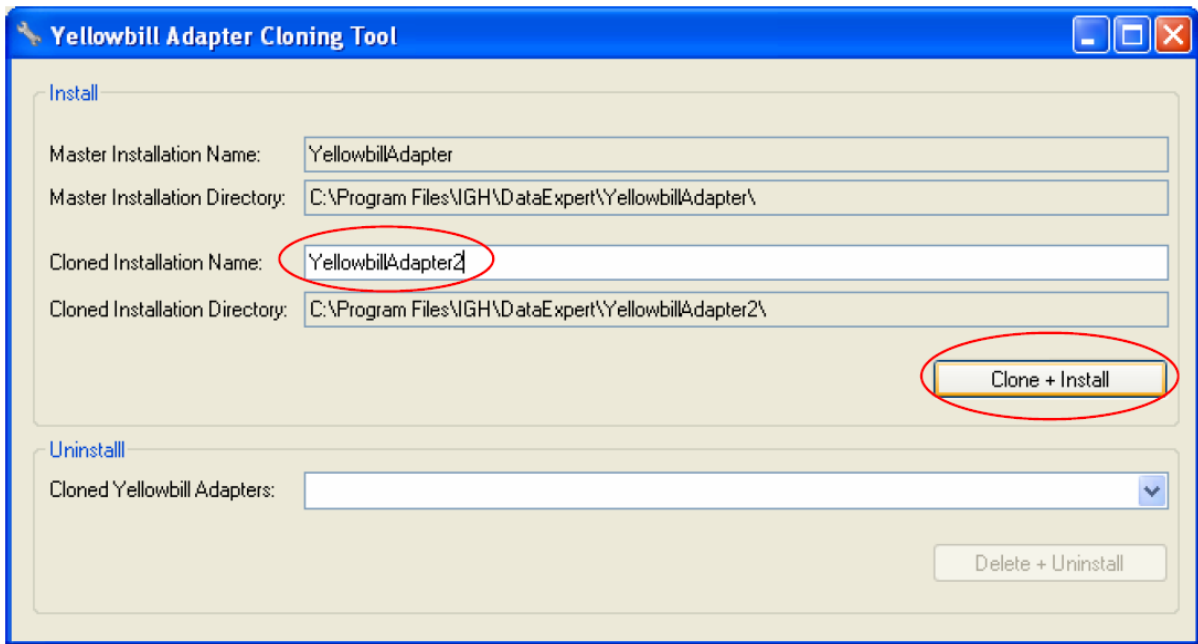 Yellowbill Adapter Cloning Tool
Install
Master Installation Name: YellowbillAdapter
Master Installation Directory: C:\Program Files\IGH\DataExpert\YellowbillAdapter\
Cloned Installation Name: YellowbillAdapter2
Cloned Installation Directory: C:\Program Files\IGH\DataExpert\YellowbillAdapter2\
Clone + Install
Uninstalll
Cloned Yellowbill Adapters:
Delete + Uninstall